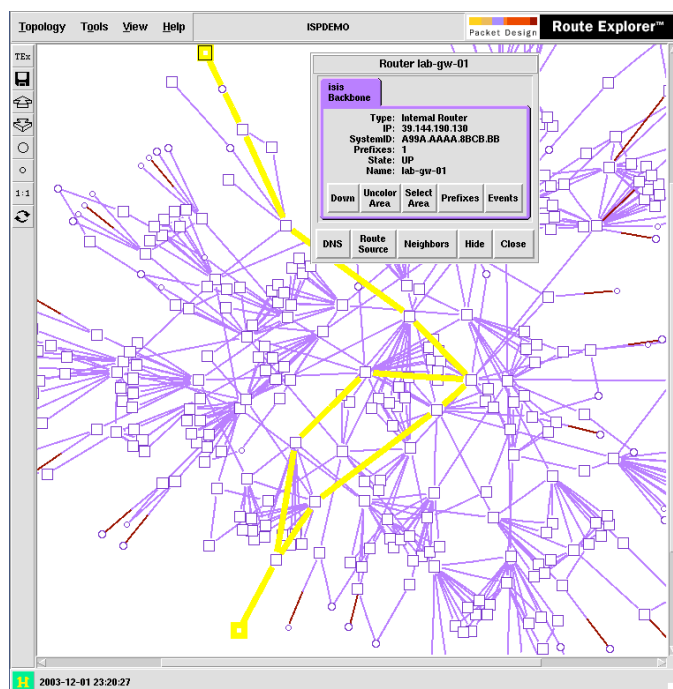 Topology Tools View Help ISPDEMO Packet Design Route Explorer™
TEx
1:1
Router lab-gw-01
isis
Backbone
Type: Internal Router
IP: 39.144.190.130
SystemID: A99A.AAAA.8BCB.BB
Prefixes: 1
State: UP
Name: lab-gw-01
Down Uncolor Area Select Area Prefixes Events
DNS Route Source Neighbors Hide Close
H 2003-12-01 23:20:27